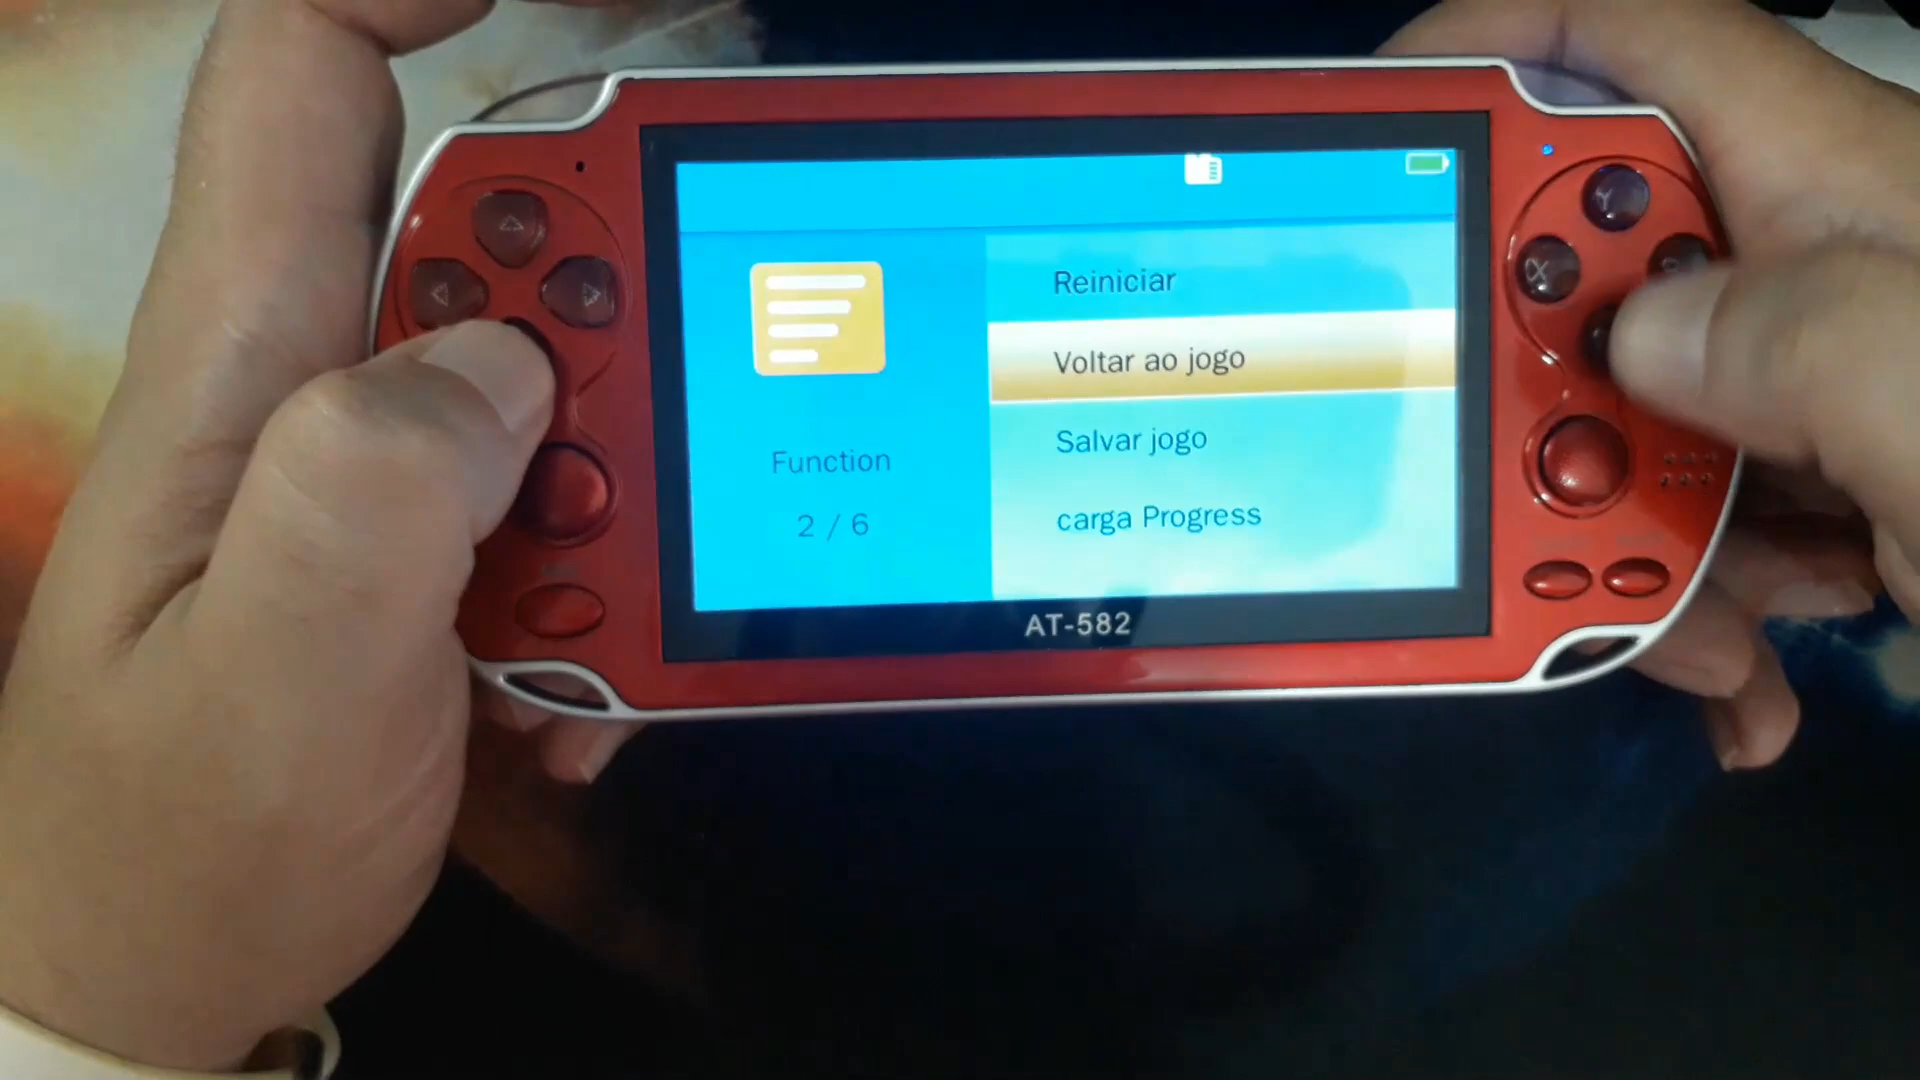 Reiniciar
Voltar ao jogo
Salvar jogo
carga Progress
Function
2 / 6
AT-582
Y
X